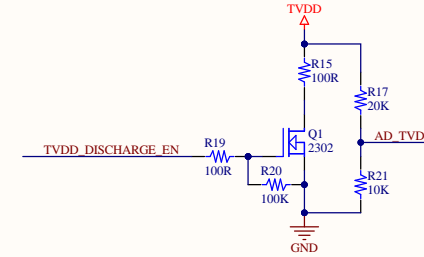 TVDD
R15
100R
R17
20K
Q1
2302
AD_TVD
TVDD_DISCHARGE_EN
R19
100R
R20
100K
R21
10K
GND